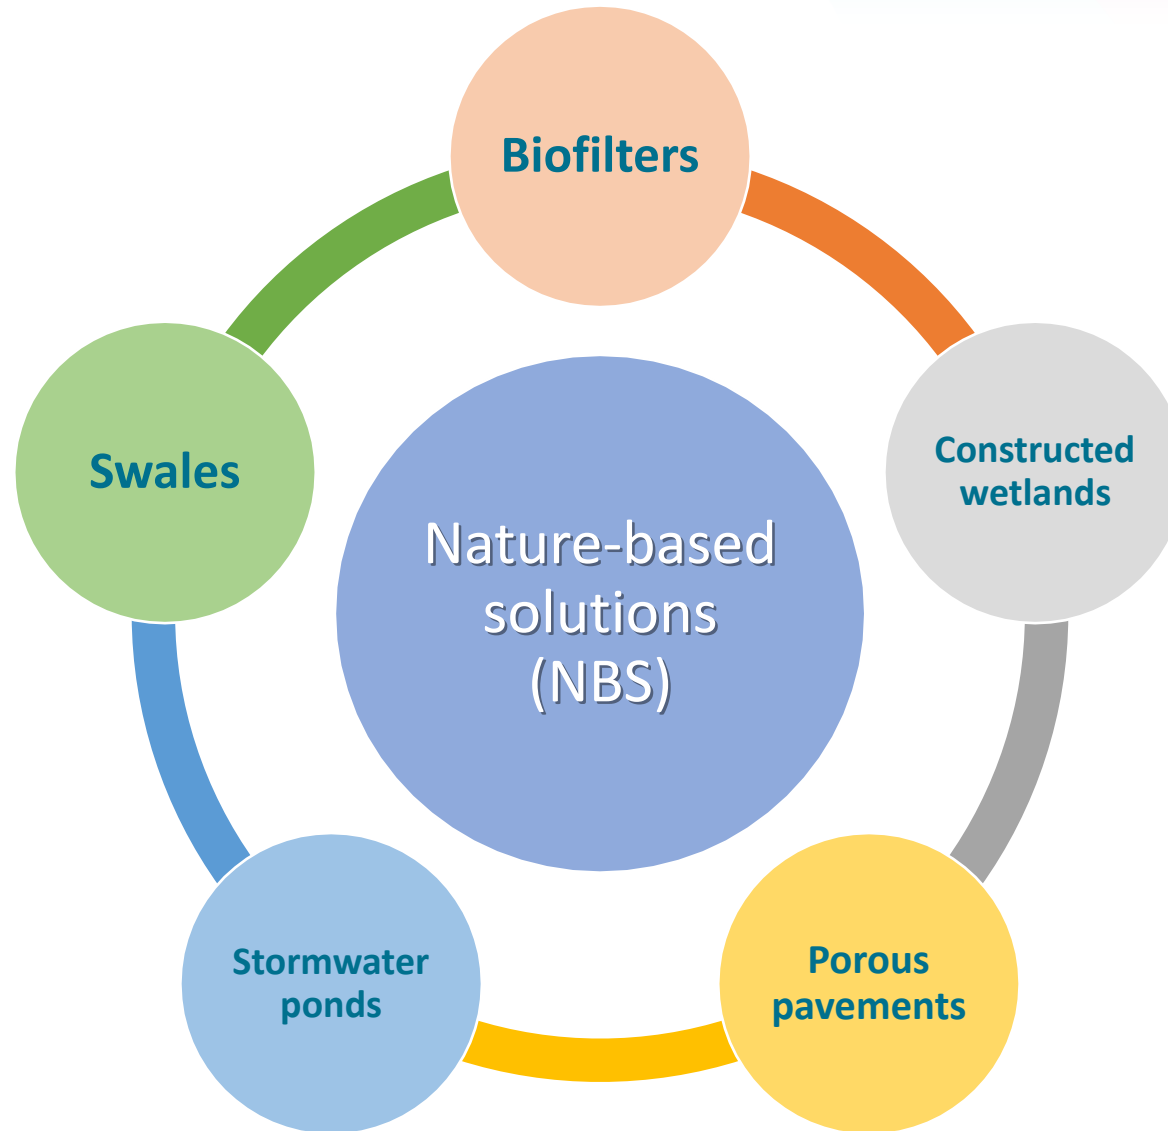 Biofilters
Constructed
wetlands
Swales
Nature-based
solutions
(NBS)
Stormwater
ponds
Porous
pavements